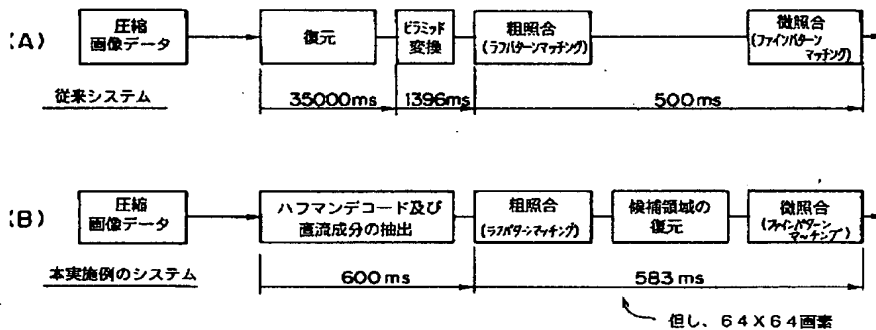 (A)
圧縮
画像データ
復元
ピラミッド
変換
粗照合
(ラフパターンマッチング)
微照合
(ファインパターン
マッチング)
従来システム
35000ms
1396ms
500ms
(B)
圧縮
画像データ
ハフマンデコード及び
直流成分の抽出
粗照合
(ラフパターンマッチング)
候補領域の
復元
微照合
(ファインパターン
マッチング)
本実施例のシステム
600ms
583ms
但し、64X64画素